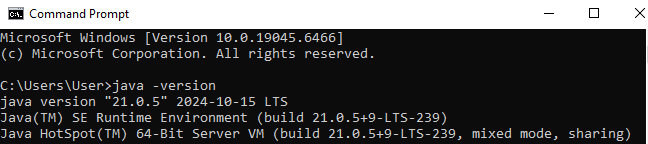 Command Prompt
Microsoft Windows [Version 10.0.19045.6466]
(c) Microsoft Corporation. All rights reserved.
C:\Users\User>java -version
java version "21.0.5" 2024-10-15 LTS
Java(TM) SE Runtime Environment (build 21.0.5+9-LTS-239)
Java HotSpot(TM) 64-Bit Server VM (build 21.0.5+9-LTS-239, mixed mode, sharing)